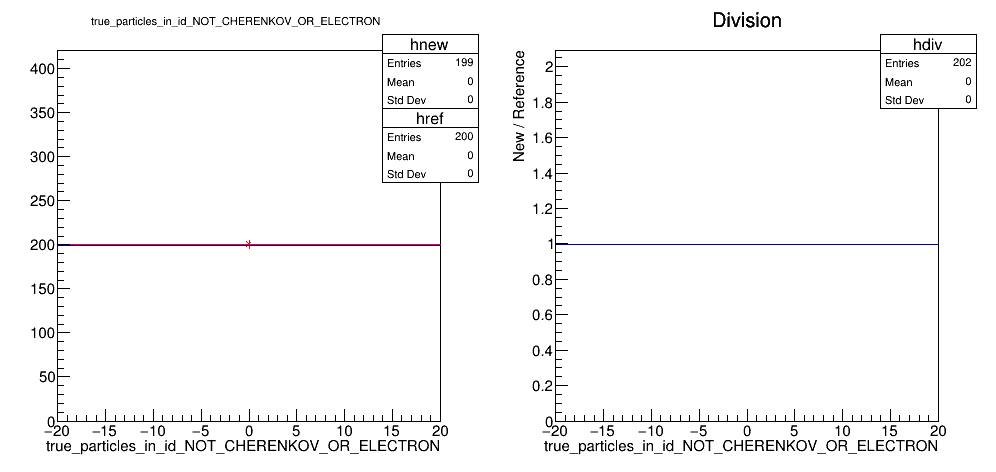 true_particles_in_id_NOT_CHERENKOV_OR_ELECTRON
hnew
Entries 199
Mean 0
Std Dev 0
href
Entries 200
Mean 0
Std Dev 0
400
350
300
250
200
150
100
50
0
−20 −15 −10 −5 0 5 10 15 20
true_particles_in_id_NOT_CHERENKOV_OR_ELECTRON
Division
hdiv
Entries 202
Mean 0
Std Dev 0
New / Reference
2
1.8
1.6
1.4
1.2
1
0.8
0.6
0.4
0.2
0
−20 −15 −10 −5 0 5 10 15 20
true_particles_in_id_NOT_CHERENKOV_OR_ELECTRON